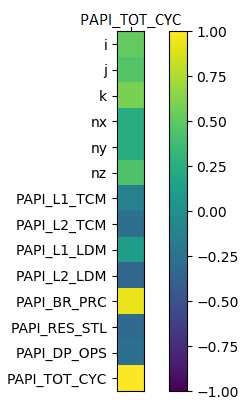 PAPI_TOT_CYC
i
j
k
nx
ny
nz
PAPI_L1_TCM
PAPI_L2_TCM
PAPI_L1_LDM
PAPI_L2_LDM
PAPI_BR_PRC
PAPI_RES_STL
PAPI_DP_OPS
PAPI_TOT_CYC
1.00
0.75
0.50
0.25
0.00
−0.25
−0.50
−0.75
−1.00